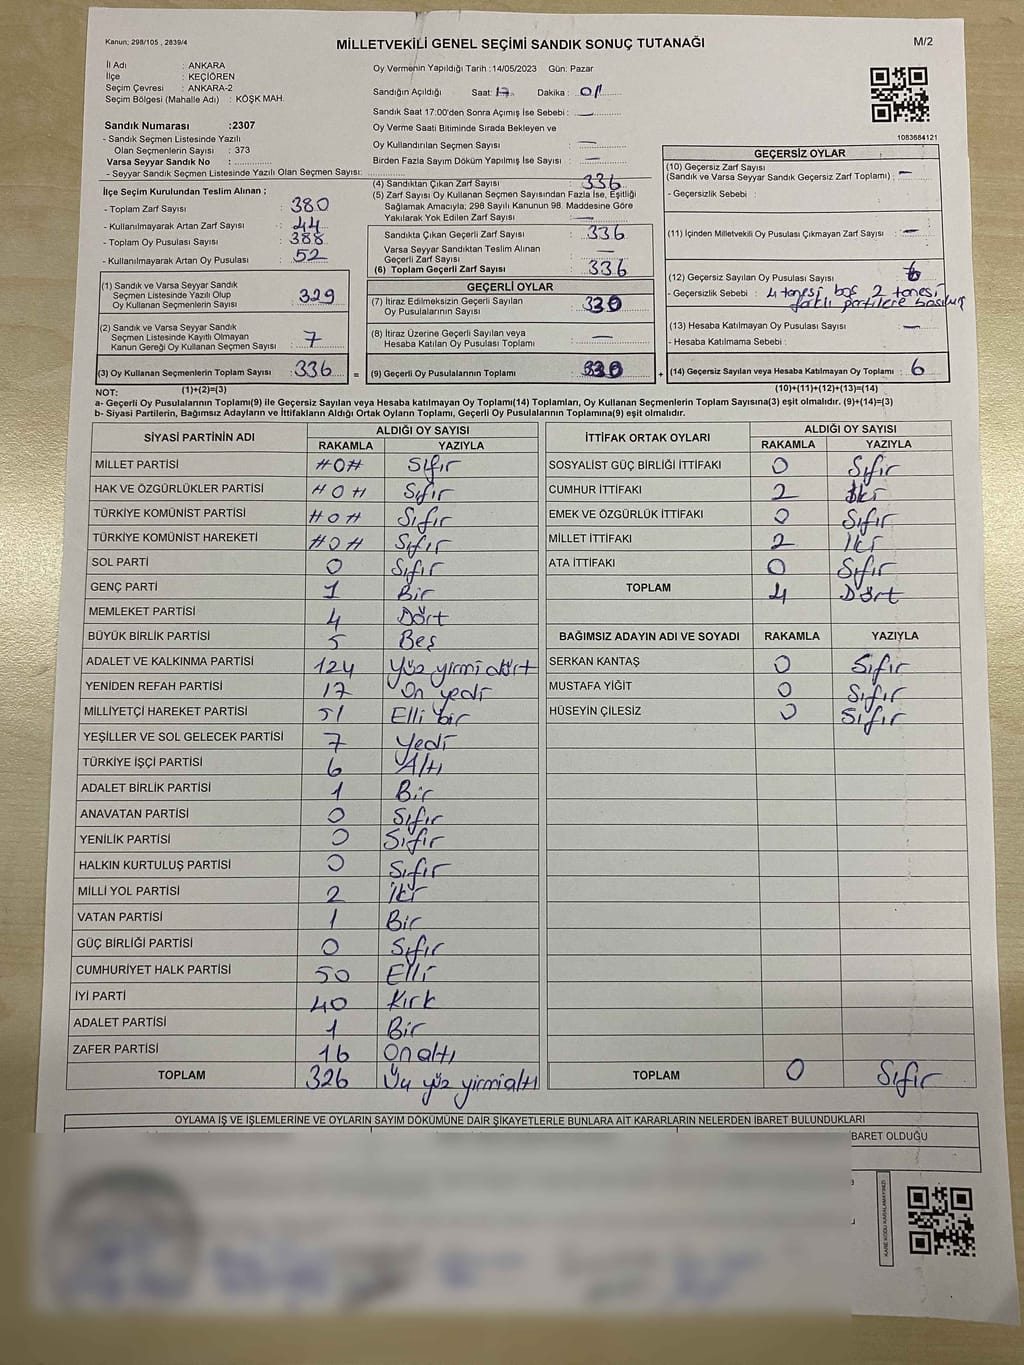 Kanun; 298/105 , 2839/4
MİLLETVEKİLİ GENEL SEÇİMİ SANDIK SONUÇ TUTANAĞI
M/2
İl Adı : ANKARA
İlçe : KEÇİÖREN
Seçim Çevresi : ANKARA-2
Seçim Bölgesi (Mahalle Adı) : KÖŞK MAH.
Sandık Numarası :2307
- Sandık Seçmen Listesinde Yazılı
Olan Seçmenlerin Sayısı : 373
Varsa Seyyar Sandık No :
- Seyyar Sandık Seçmen Listesinde Yazılı Olan Seçmen Sayısı:
İlçe Seçim Kurulundan Teslim Alınan ;
- Toplam Zarf Sayısı : 380
- Kullanılmayarak Artan Zarf Sayısı : 44
- Toplam Oy Pusulası Sayısı : 388
- Kullanılmayarak Artan Oy Pusulası : 52
(1) Sandık ve Varsa Seyyar Sandık
Seçmen Listesinde Yazılı Olup
Oy Kullanan Seçmenlerin Sayısı : 329
(2) Sandık ve Varsa Seyyar Sandık
Seçmen Listesinde Kayıtlı Olmayan
Kanun Gereği Oy Kullanan Seçmen Sayısı : 7
(3) Oy Kullanan Seçmenlerin Toplam Sayısı : 336 =
Oy Vermenin Yapıldığı Tarih :14/05/2023 Gün: Pazar
Sandığın Açıldığı Saat: 17 Dakika : 01
Sandık Saat 17:00'den Sonra Açımış İse Sebebi : —
Oy Verme Saati Bitiminde Sırada Bekleyen ve
Oy Kullandırılan Seçmen Sayısı : —
Birden Fazla Sayım Döküm Yapılmış İse Sayısı : —
(4) Sandıktan Çıkan Zarf Sayısı : 336
(5) Zarf Sayısı Oy Kullanan Seçmen Sayısından Fazla İse, Eşitliği
Sağlamak Amacıyla; 298 Sayılı Kanunun 98. Maddesine Göre
Yakılarak Yok Edilen Zarf Sayısı : —
Sandıkta Çıkan Geçerli Zarf Sayısı : 336
Varsa Seyyar Sandıktan Teslim Alınan
Geçerli Zarf Sayısı : —
(6) Toplam Geçerli Zarf Sayısı : 336
GEÇERLİ OYLAR
(7) İtiraz Edilmeksizin Geçerli Sayılan
Oy Pusulalarının Sayısı : 330
(8) İtiraz Üzerine Geçerli Sayılan veya
Hesaba Katılan Oy Pusulası Toplamı : —
(9) Geçerli Oy Pusulalarının Toplamı : 330 +
1083684121
GEÇERSİZ OYLAR
(10) Geçersiz Zarf Sayısı
(Sandık ve Varsa Seyyar Sandık Geçersiz Zarf Toplamı) : —
- Geçersizlik Sebebi :
(11) İçinden Milletvekili Oy Pusulası Çıkmayan Zarf Sayısı : —
(12) Geçersiz Sayılan Oy Pusulası Sayısı : 6
- Geçersizlik Sebebi : 4 tanesi boş 2 tanesi
farklı partilere basılmış
(13) Hesaba Katılmayan Oy Pusulası Sayısı : —
- Hesaba Katılmama Sebebi :
(14) Geçersiz Sayılan veya Hesaba Katılmayan Oy Toplamı : 6
NOT: (1)+(2)=(3) (10)+(11)+(12)+(13)=(14)
a- Geçerli Oy Pusulalarının Toplamı(9) ile Geçersiz Sayılan veya Hesaba katılmayan Oy Toplamı(14) Toplamları, Oy Kullanan Seçmenlerin Toplam Sayısına(3) eşit olmalıdır. (9)+(14)=(3)
b- Siyasi Partilerin, Bağımsız Adayların ve İttifakların Aldığı Ortak Oyların Toplamı, Geçerli Oy Pusulalarının Toplamına(9) eşit olmalıdır.
SİYASİ PARTİNİN ADI ALDIĞI OY SAYISI
RAKAMLA YAZIYLA
MİLLET PARTİSİ #0# Sıfır
HAK VE ÖZGÜRLÜKLER PARTİSİ #0# Sıfır
TÜRKİYE KOMÜNİST PARTİSİ #0# Sıfır
TÜRKİYE KOMÜNİST HAREKETİ #0# Sıfır
SOL PARTİ 0 Sıfır
GENÇ PARTİ 1 Bir
MEMLEKET PARTİSİ 4 Dört
BÜYÜK BİRLİK PARTİSİ 5 Beş
ADALET VE KALKINMA PARTİSİ 124 Yüz yirmi dört
YENİDEN REFAH PARTİSİ 17 On yedi
MİLLİYETÇİ HAREKET PARTİSİ 51 Elli bir
YEŞİLLER VE SOL GELECEK PARTİSİ 7 Yedi
TÜRKİYE İŞÇİ PARTİSİ 6 Altı
ADALET BİRLİK PARTİSİ 1 Bir
ANAVATAN PARTİSİ 0 Sıfır
YENİLİK PARTİSİ 0 Sıfır
HALKIN KURTULUŞ PARTİSİ 0 Sıfır
MİLLİ YOL PARTİSİ 2 İki
VATAN PARTİSİ 1 Bir
GÜÇ BİRLİĞİ PARTİSİ 0 Sıfır
CUMHURİYET HALK PARTİSİ 50 Elli
İYİ PARTİ 40 Kırk
ADALET PARTİSİ 1 Bir
ZAFER PARTİSİ 16 On altı
TOPLAM 326 Üç yüz yirmi altı
İTTİFAK ORTAK OYLARI ALDIĞI OY SAYISI
RAKAMLA YAZIYLA
SOSYALİST GÜÇ BİRLİĞİ İTTİFAKI 0 Sıfır
CUMHUR İTTİFAKI 2 İki
EMEK VE ÖZGÜRLÜK İTTİFAKI 0 Sıfır
MİLLET İTTİFAKI 2 İki
ATA İTTİFAKI 0 Sıfır
TOPLAM 4 Dört
BAĞIMSIZ ADAYIN ADI VE SOYADI RAKAMLA YAZIYLA
SERKAN KANTAŞ 0 Sıfır
MUSTAFA YİĞİT 0 Sıfır
HÜSEYİN ÇİLESİZ 0 Sıfır
TOPLAM 0 Sıfır
OYLAMA İŞ VE İŞLEMLERİNE VE OYLARIN SAYIM DÖKÜMÜNE DAİR ŞİKAYETLERLE BUNLARA AİT KARARLARIN NELERDEN İBARET BULUNDUKLARI
BARET OLDUĞU
KARE KODU KARALAMAYINIZ!